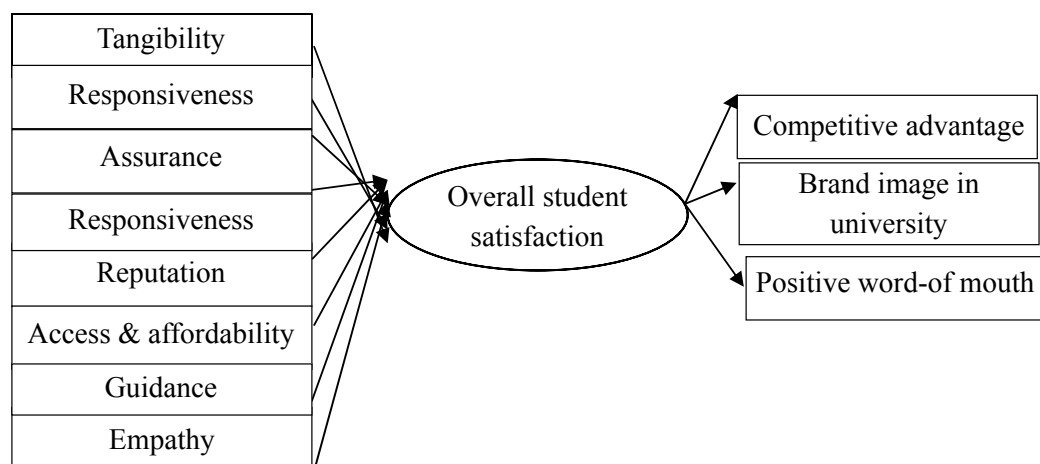 Tangibility
Responsiveness
Assurance
Responsiveness
Reputation
Access & affordability
Guidance
Empathy
Overall student
satisfaction
Competitive advantage
Brand image in
university
Positive word-of mouth